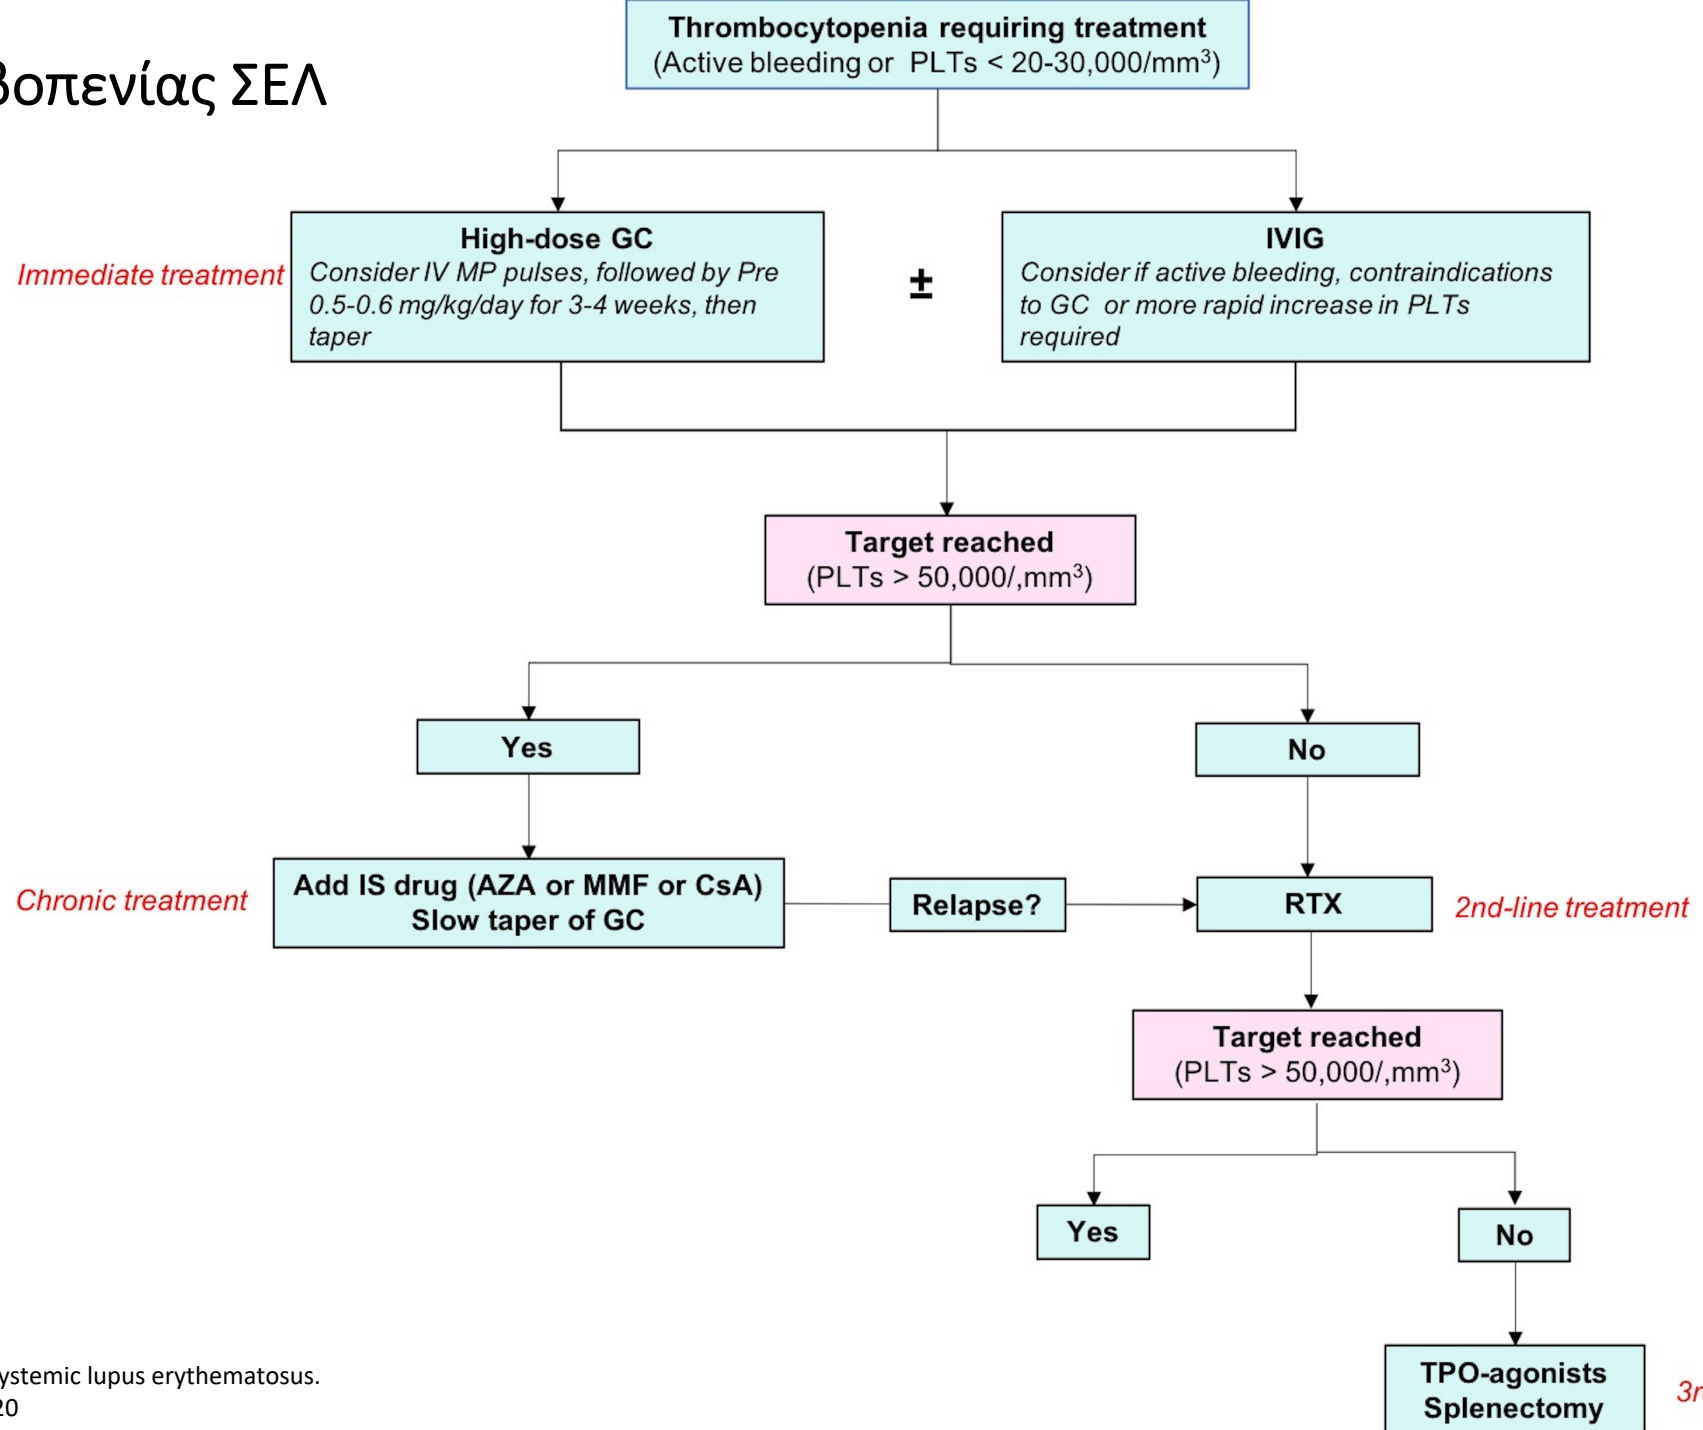 Thrombocytopenia requiring treatment
(Active bleeding or PLTs < 20-30,000/mm³)
βοπενίας ΣΕΛ
Immediate treatment
High-dose GC
Consider IV MP pulses, followed by Pre
0.5-0.6 mg/kg/day for 3-4 weeks, then
taper
±
IVIG
Consider if active bleeding, contraindications
to GC or more rapid increase in PLTs
required
Target reached
(PLTs > 50,000/,mm³)
Yes
No
Chronic treatment
Add IS drug (AZA or MMF or CsA)
Slow taper of GC
Relapse?
RTX
2nd-line treatment
Target reached
(PLTs > 50,000/,mm³)
Yes
No
TPO-agonists
Splenectomy
3r
ystemic lupus erythematosus.
20